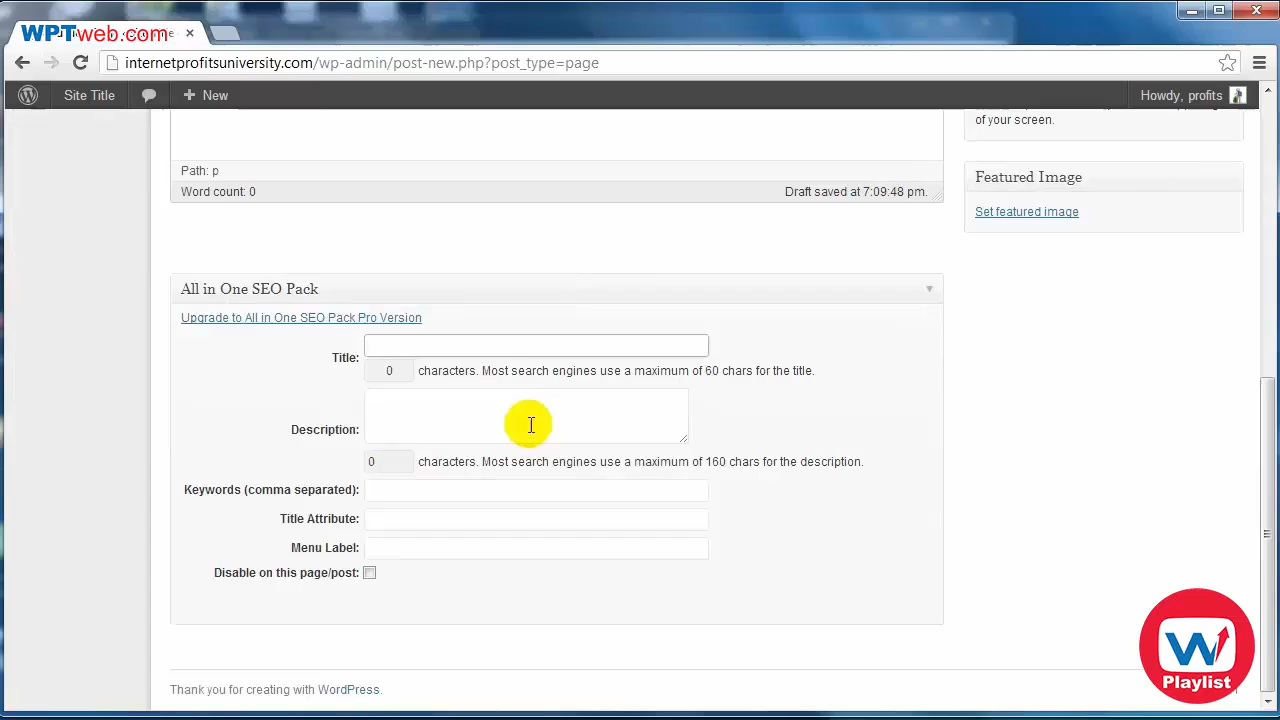 WPTweb.com
internetprofitsuniversity.com/wp-admin/post-new.php?post_type=page
Site Title
New
Howdy, profits
of your screen.
Path: p
Word count: 0
Draft saved at 7:09:48 pm.
Featured Image
Set featured image
All in One SEO Pack
Upgrade to All in One SEO Pack Pro Version
Title:
0 characters. Most search engines use a maximum of 60 chars for the title.
Description:
0 characters. Most search engines use a maximum of 160 chars for the description.
Keywords (comma separated):
Title Attribute:
Menu Label:
Disable on this page/post:
W
Playlist
Thank you for creating with WordPress.